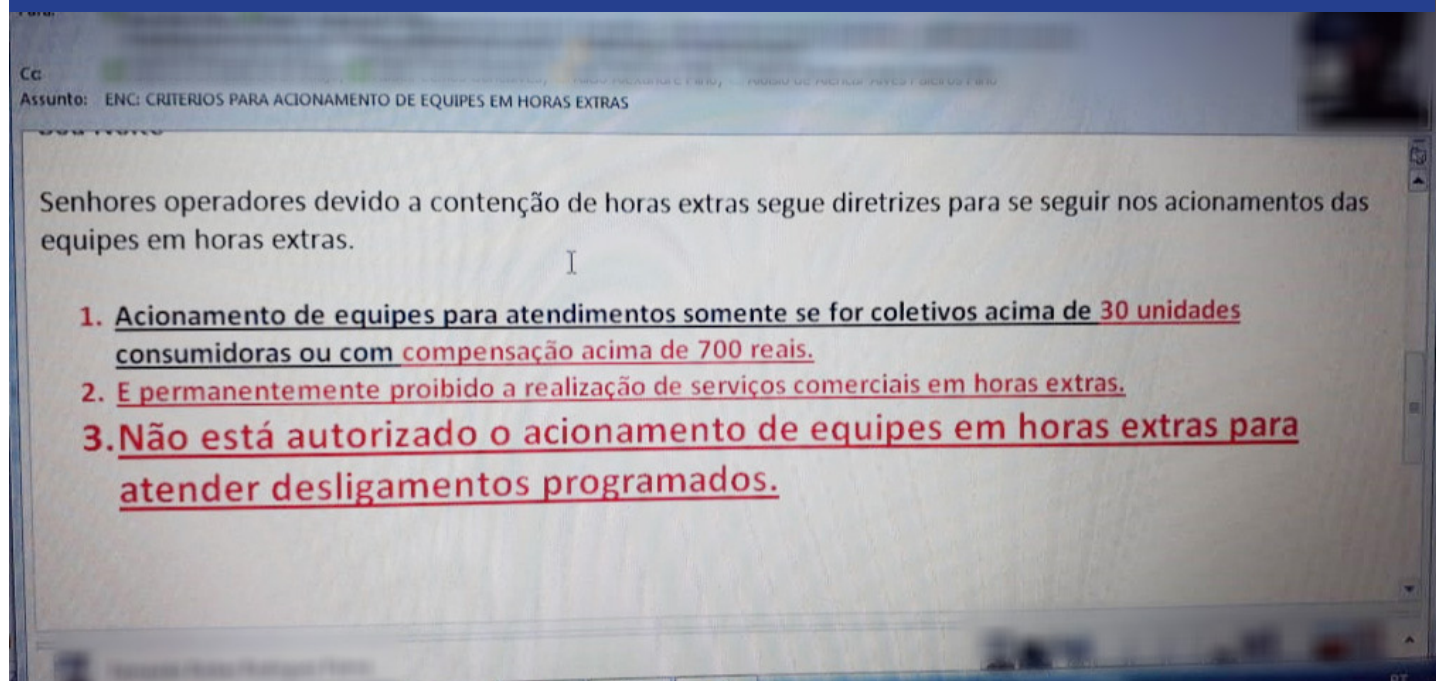 Cc
Assunto: ENC: CRITERIOS PARA ACIONAMENTO DE EQUIPES EM HORAS EXTRAS
Senhores operadores devido a contenção de horas extras segue diretrizes para se seguir nos acionamentos das
equipes em horas extras.
1. Acionamento de equipes para atendimentos somente se for coletivos acima de 30 unidades
consumidoras ou com compensação acima de 700 reais.
2. E permanentemente proibido a realização de serviços comerciais em horas extras.
3.Não está autorizado o acionamento de equipes em horas extras para
atender desligamentos programados.